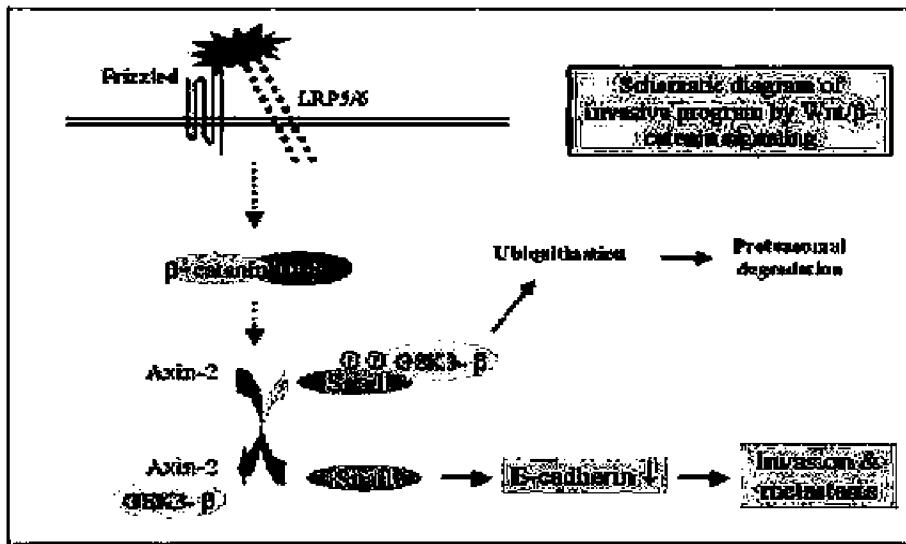 Frizzled
LRP5/6
Schematic diagram of
invasive program by Wnt/β-
catenin signaling
β-catenin
Ubiquitination
Proteasomal
degradation
Axin-2
P P GSK3-β
Snail
Axin-2
GSK3-β
Snail
E-cadherin ↓
Invasion &
metastasis